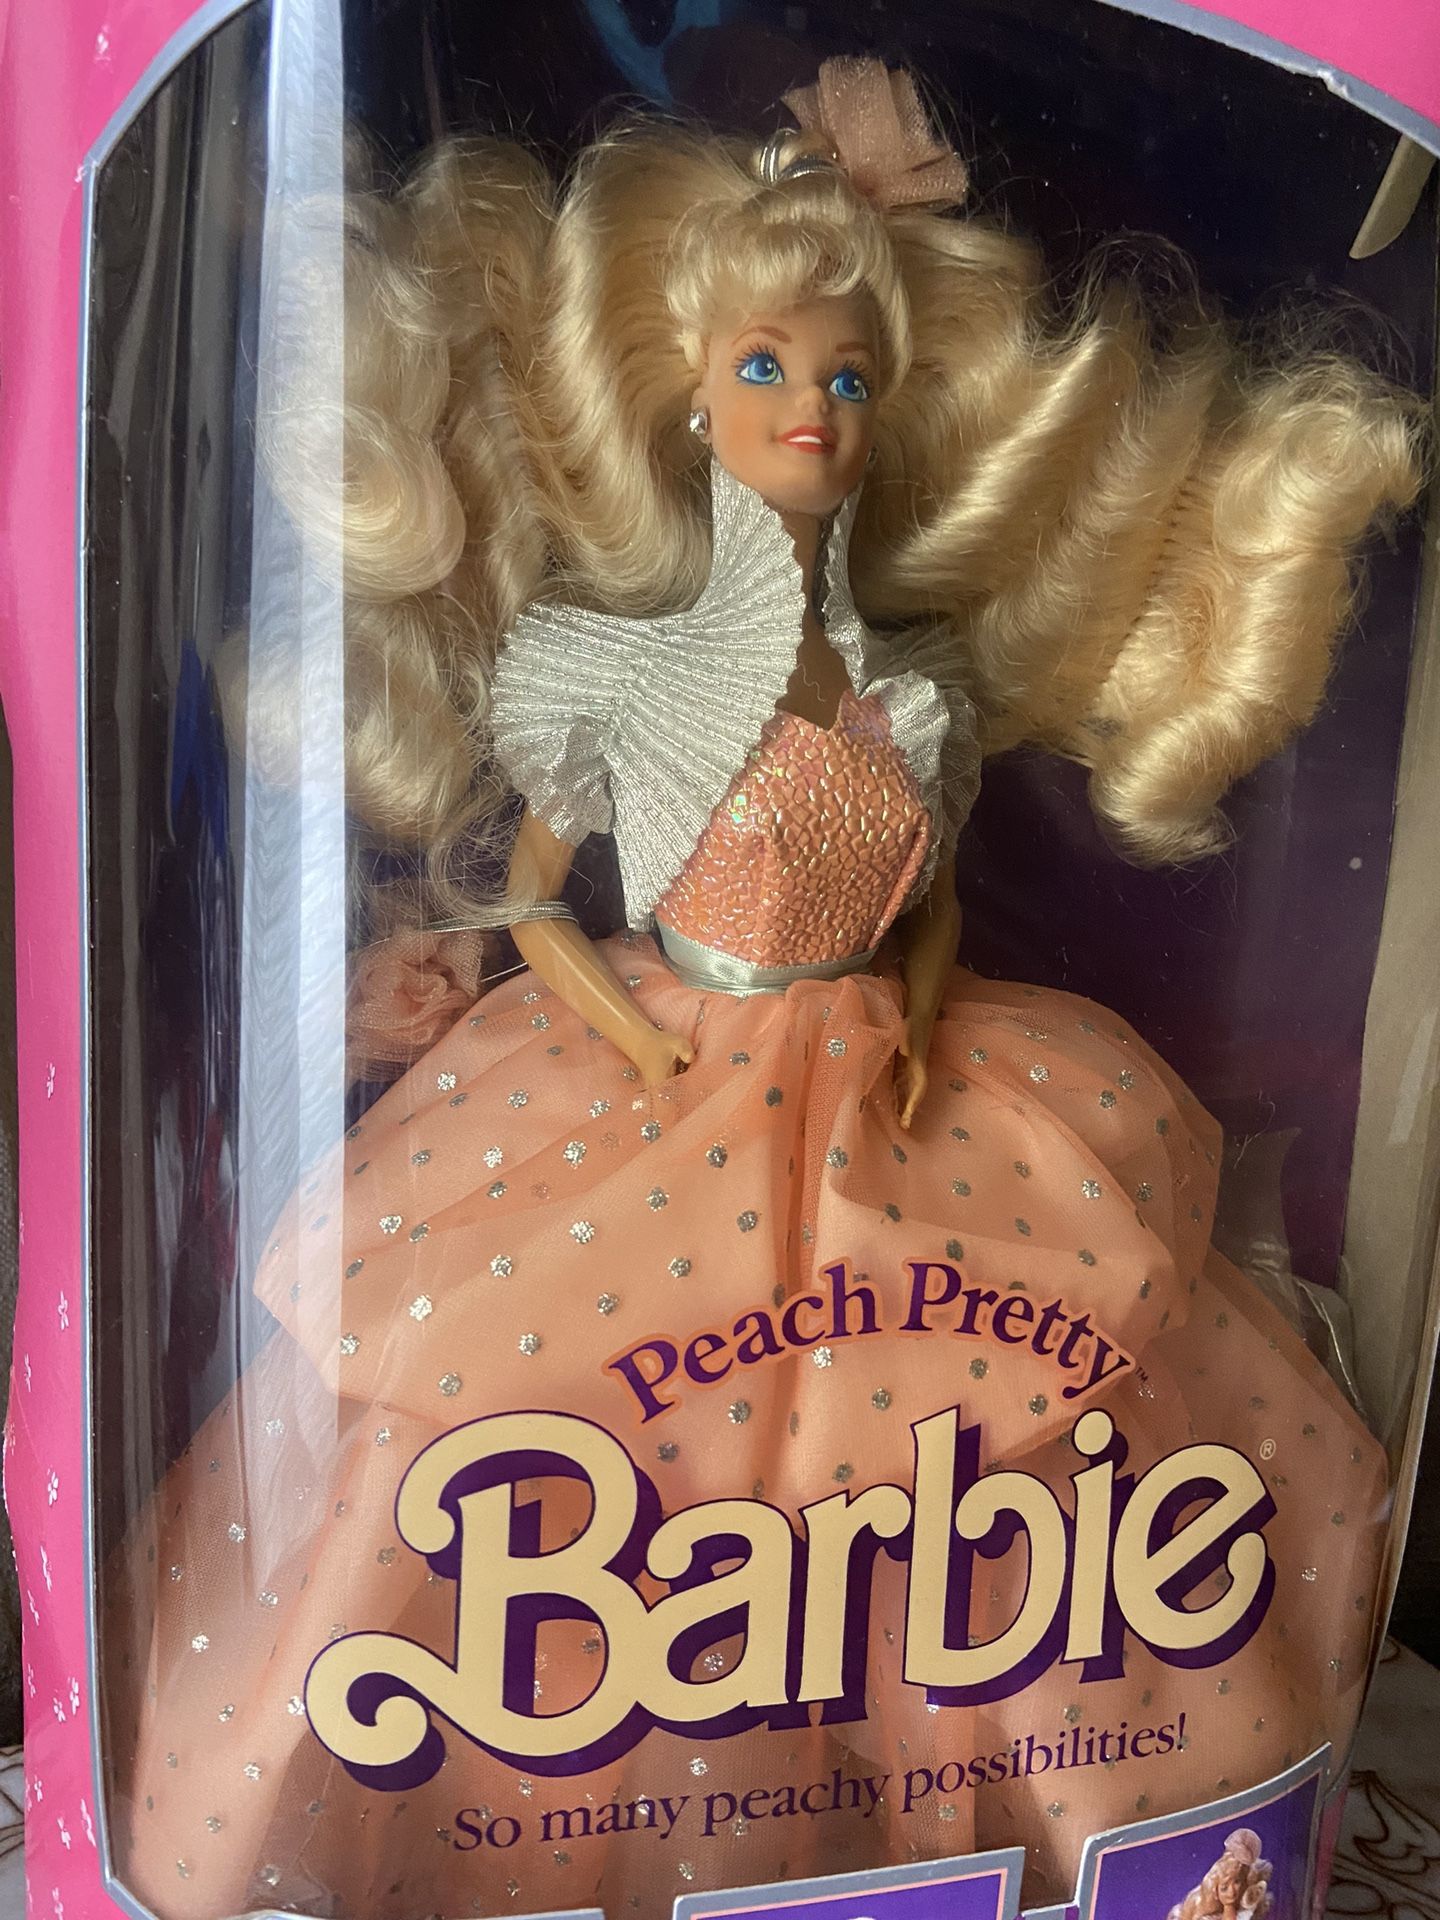 Peach Pretty™
Barbie®
So many peachy possibilities!